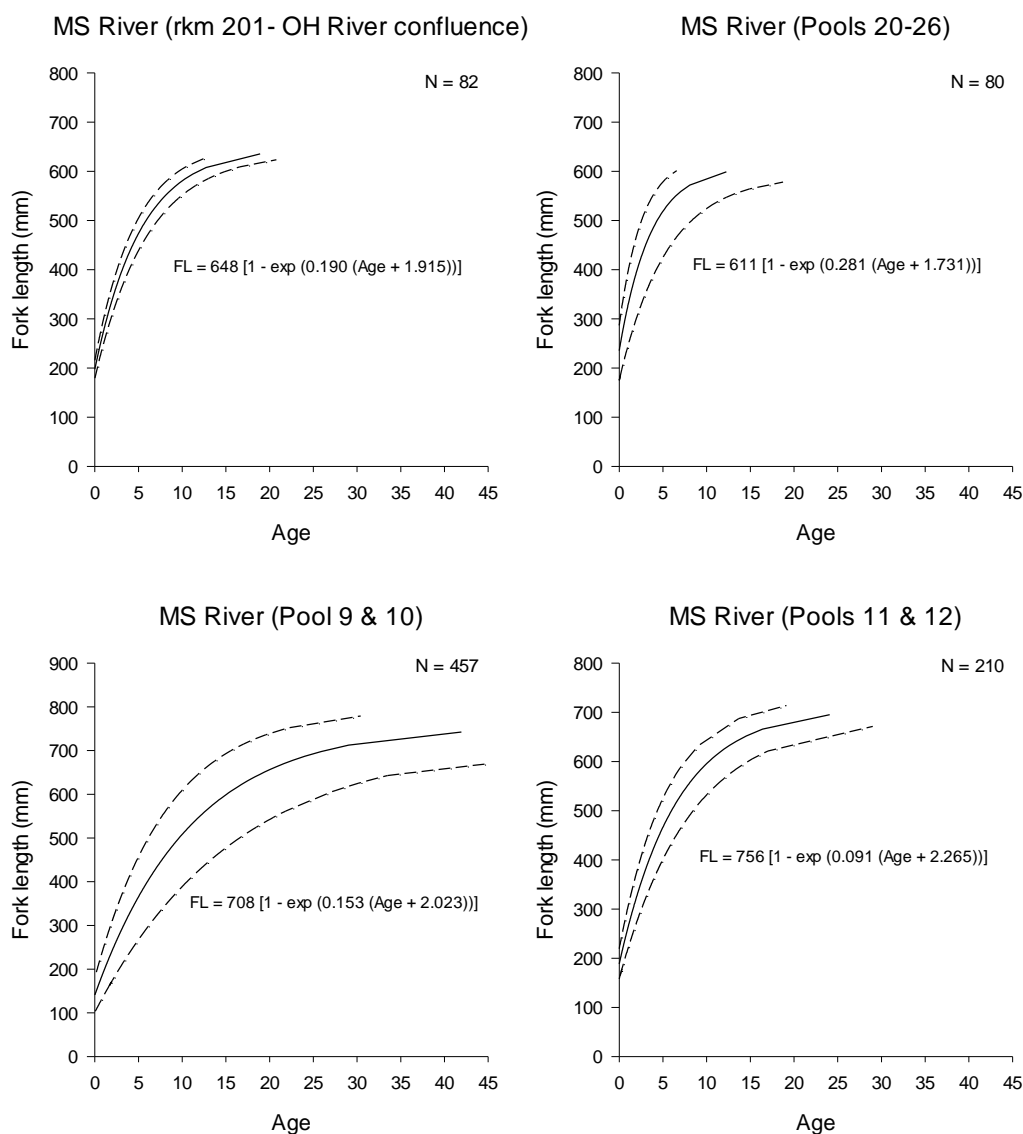 MS River (rkm 201- OH River confluence)
N = 82
800
700
600
500
400
300
200
100
0
Fork length (mm)
FL = 648 [1 - exp (0.190 (Age + 1.915))]
0 5 10 15 20 25 30 35 40 45
Age
MS River (Pools 20-26)
N = 80
800
700
600
500
400
300
200
100
0
Fork length (mm)
FL = 611 [1 - exp (0.281 (Age + 1.731))]
0 5 10 15 20 25 30 35 40 45
Age
MS River (Pool 9 & 10)
N = 457
900
800
700
600
500
400
300
200
100
0
Fork length (mm)
FL = 708 [1 - exp (0.153 (Age + 2.023))]
0 5 10 15 20 25 30 35 40 45
Age
MS River (Pools 11 & 12)
N = 210
800
700
600
500
400
300
200
100
0
Fork length (mm)
FL = 756 [1 - exp (0.091 (Age + 2.265))]
0 5 10 15 20 25 30 35 40 45
Age